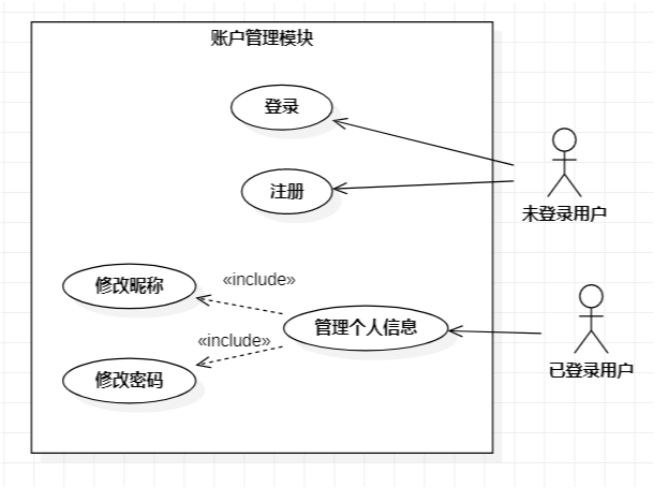 账户管理模块
登录
注册
未登录用户
修改昵称
«include»
管理个人信息
«include»
修改密码
已登录用户